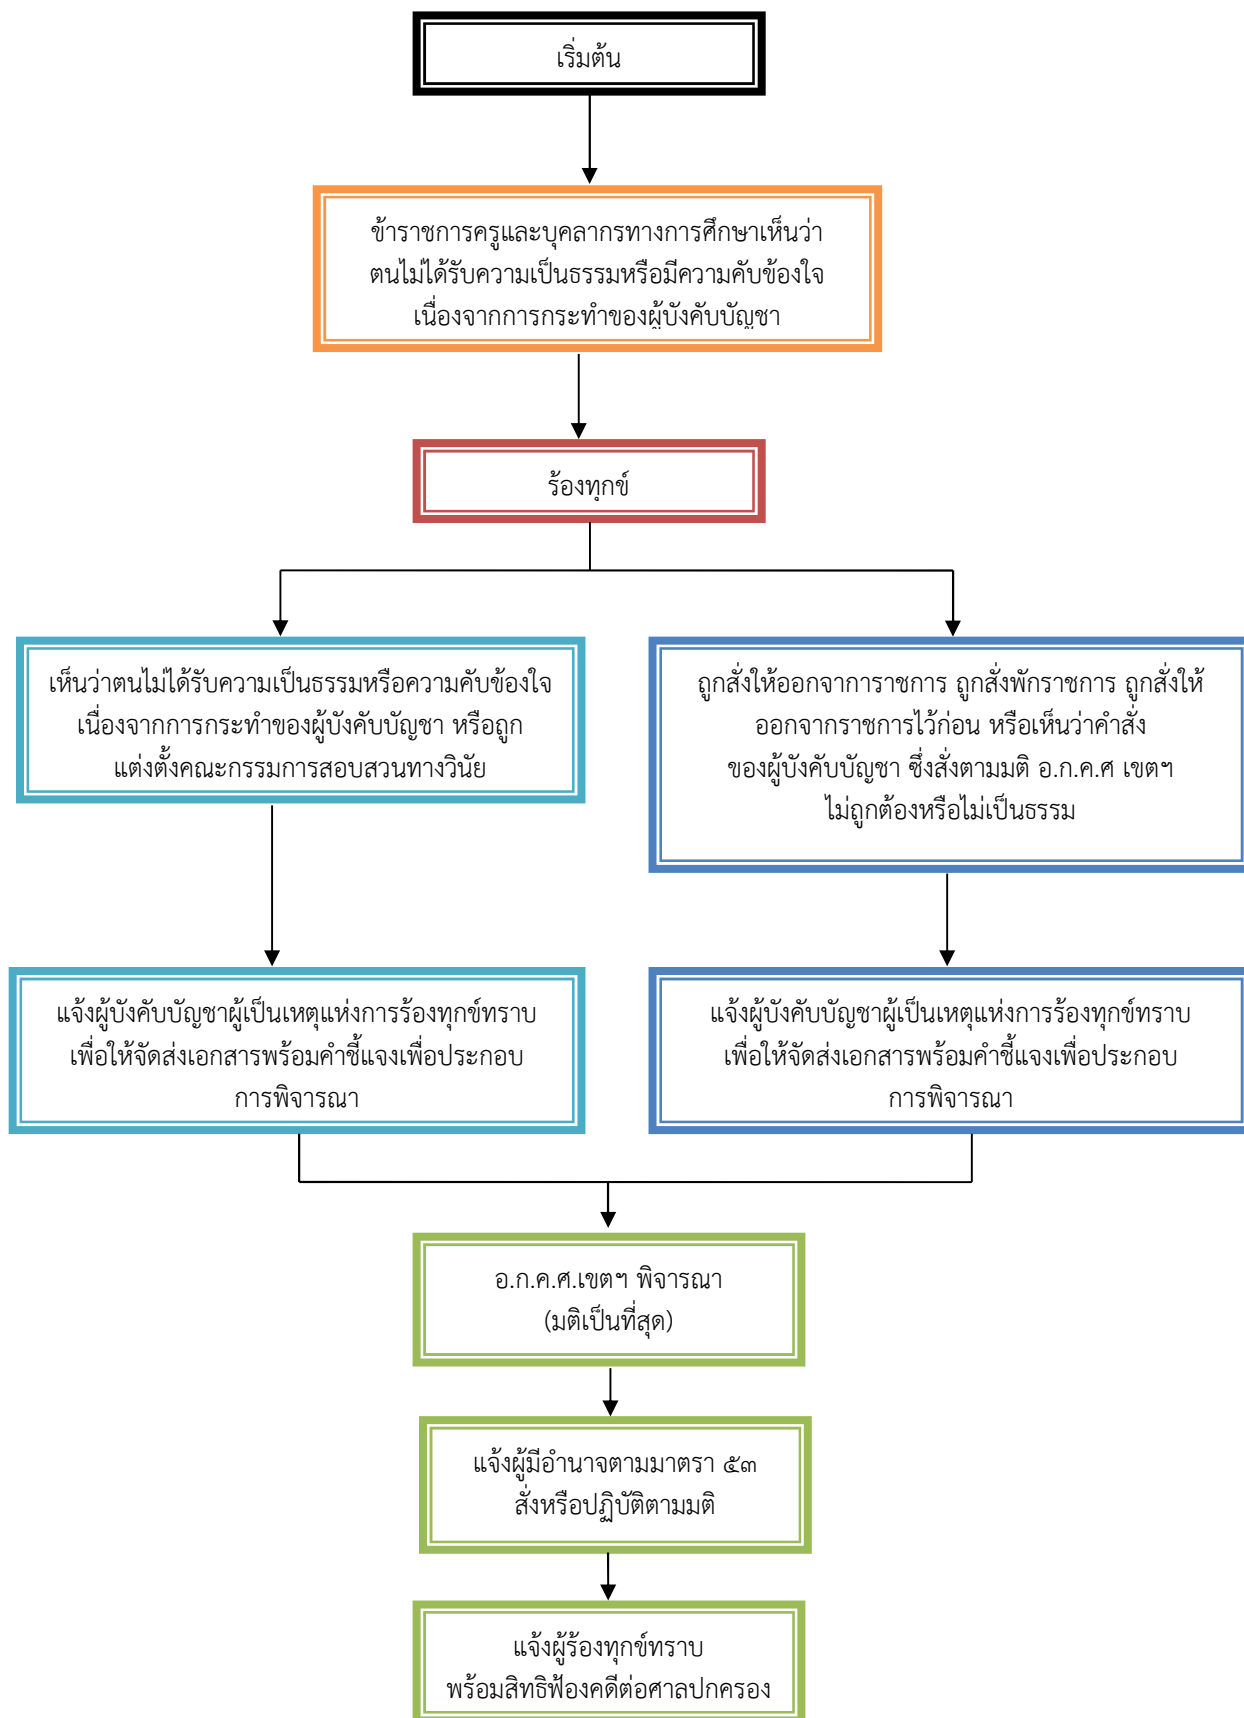 เริ่มต้น
ข้าราชการครูและบุคลากรทางการศึกษาเห็นว่า
ตนไม่ได้รับความเป็นธรรมหรือมีความคับข้องใจ
เนื่องจากการกระทำของผู้บังคับบัญชา
ร้องทุกข์
เห็นว่าตนไม่ได้รับความเป็นธรรมหรือความคับข้องใจ
เนื่องจากการกระทำของผู้บังคับบัญชา หรือถูก
แต่งตั้งคณะกรรมการสอบสวนทางวินัย
ถูกสั่งให้ออกจาการาชการ ถูกสั่งพักราชการ ถูกสั่งให้
ออกจากราชการไว้ก่อน หรือเห็นว่าคำสั่ง
ของผู้บังคับบัญชา ซึ่งสั่งตามมติ อ.ก.ค.ศ เขตฯ
ไม่ถูกต้องหรือไม่เป็นธรรม
แจ้งผู้บังคับบัญชาผู้เป็นเหตุแห่งการร้องทุกข์ทราบ
เพื่อให้จัดส่งเอกสารพร้อมคำชี้แจงเพื่อประกอบ
การพิจารณา
แจ้งผู้บังคับบัญชาผู้เป็นเหตุแห่งการร้องทุกข์ทราบ
เพื่อให้จัดส่งเอกสารพร้อมคำชี้แจงเพื่อประกอบ
การพิจารณา
อ.ก.ค.ศ.เขตฯ พิจารณา
(มติเป็นที่สุด)
แจ้งผู้มีอำนาจตามมาตรา ๕๓
สั่งหรือปฏิบัติตามมติ
แจ้งผู้ร้องทุกข์ทราบ
พร้อมสิทธิฟ้องคดีต่อศาลปกครอง